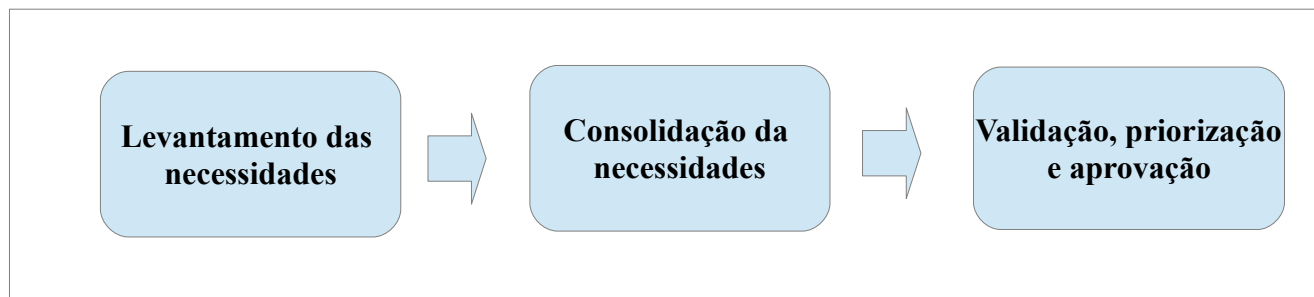 Levantamento das
necessidades
Consolidação da
necessidades
Validação, priorização
e aprovação